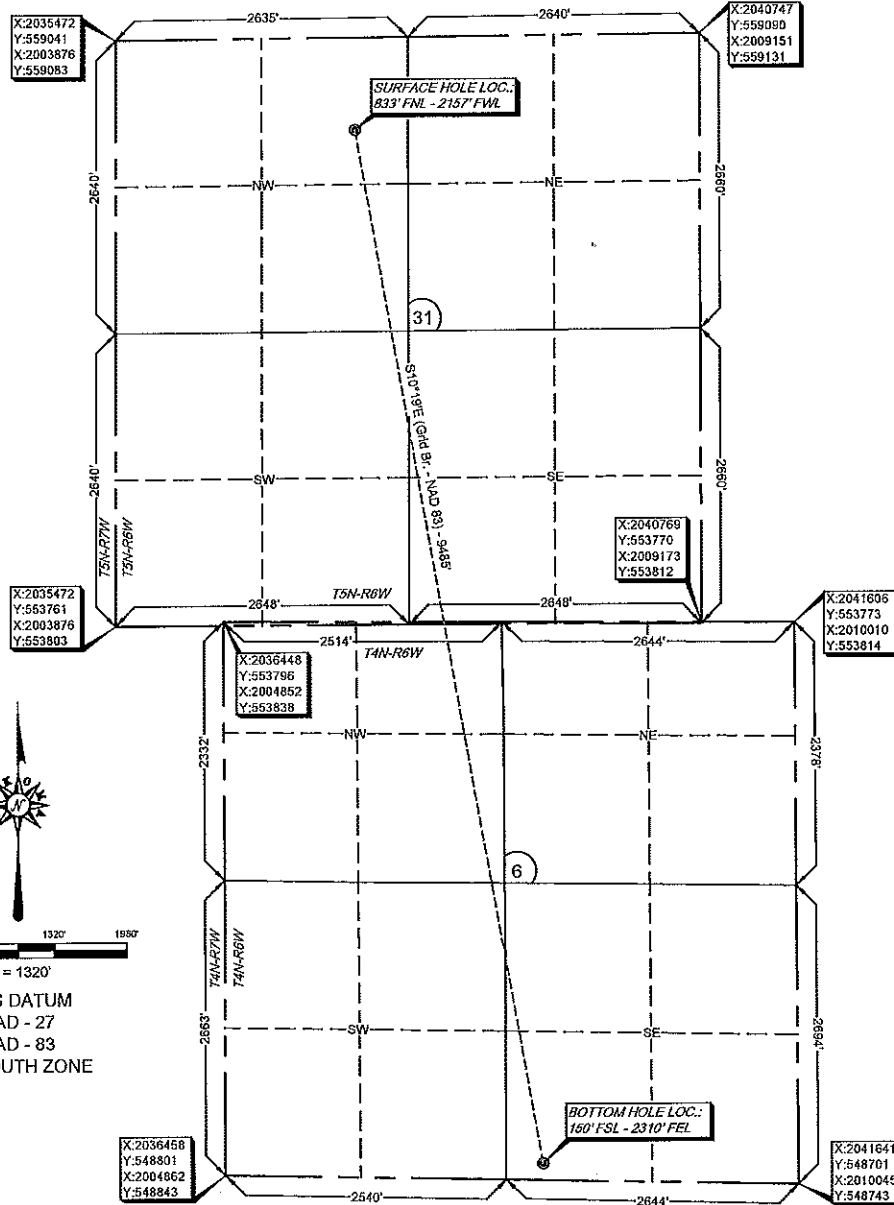 X:2035472
Y:559041
X:2003876
Y:559083
2635'
2640'
X:2040747
Y:559090
X:2009151
Y:559131
SURFACE HOLE LOC.:
833' FNL - 2157' FWL
2640'
NW
NE
2660'
31
S10°19'E (Grid Br. - NAD 83) - 9485'
2640'
SW
SE
2660'
T5N-R7W
T5N-R6W
X:2040769
Y:553770
X:2009173
Y:553812
X:2035472
Y:553761
X:2003876
Y:553803
2648'
T5N-R6W
2648'
X:2041606
Y:553773
X:2010010
Y:553814
2514'
T4N-R6W
2644'
X:2036448
Y:553796
X:2004852
Y:553838
2332'
NW
NE
2378'
N
6
1320'
1980'
= 1320'
DATUM
AD - 27
AD - 83
UTH ZONE
T4N-R7W
T4N-R6W
2663'
SW
SE
2694'
BOTTOM HOLE LOC.:
150' FSL - 2310' FEL
X:2036458
Y:548801
X:2004862
Y:548843
2540'
2644'
X:2041641
Y:548701
X:2010045
Y:548743